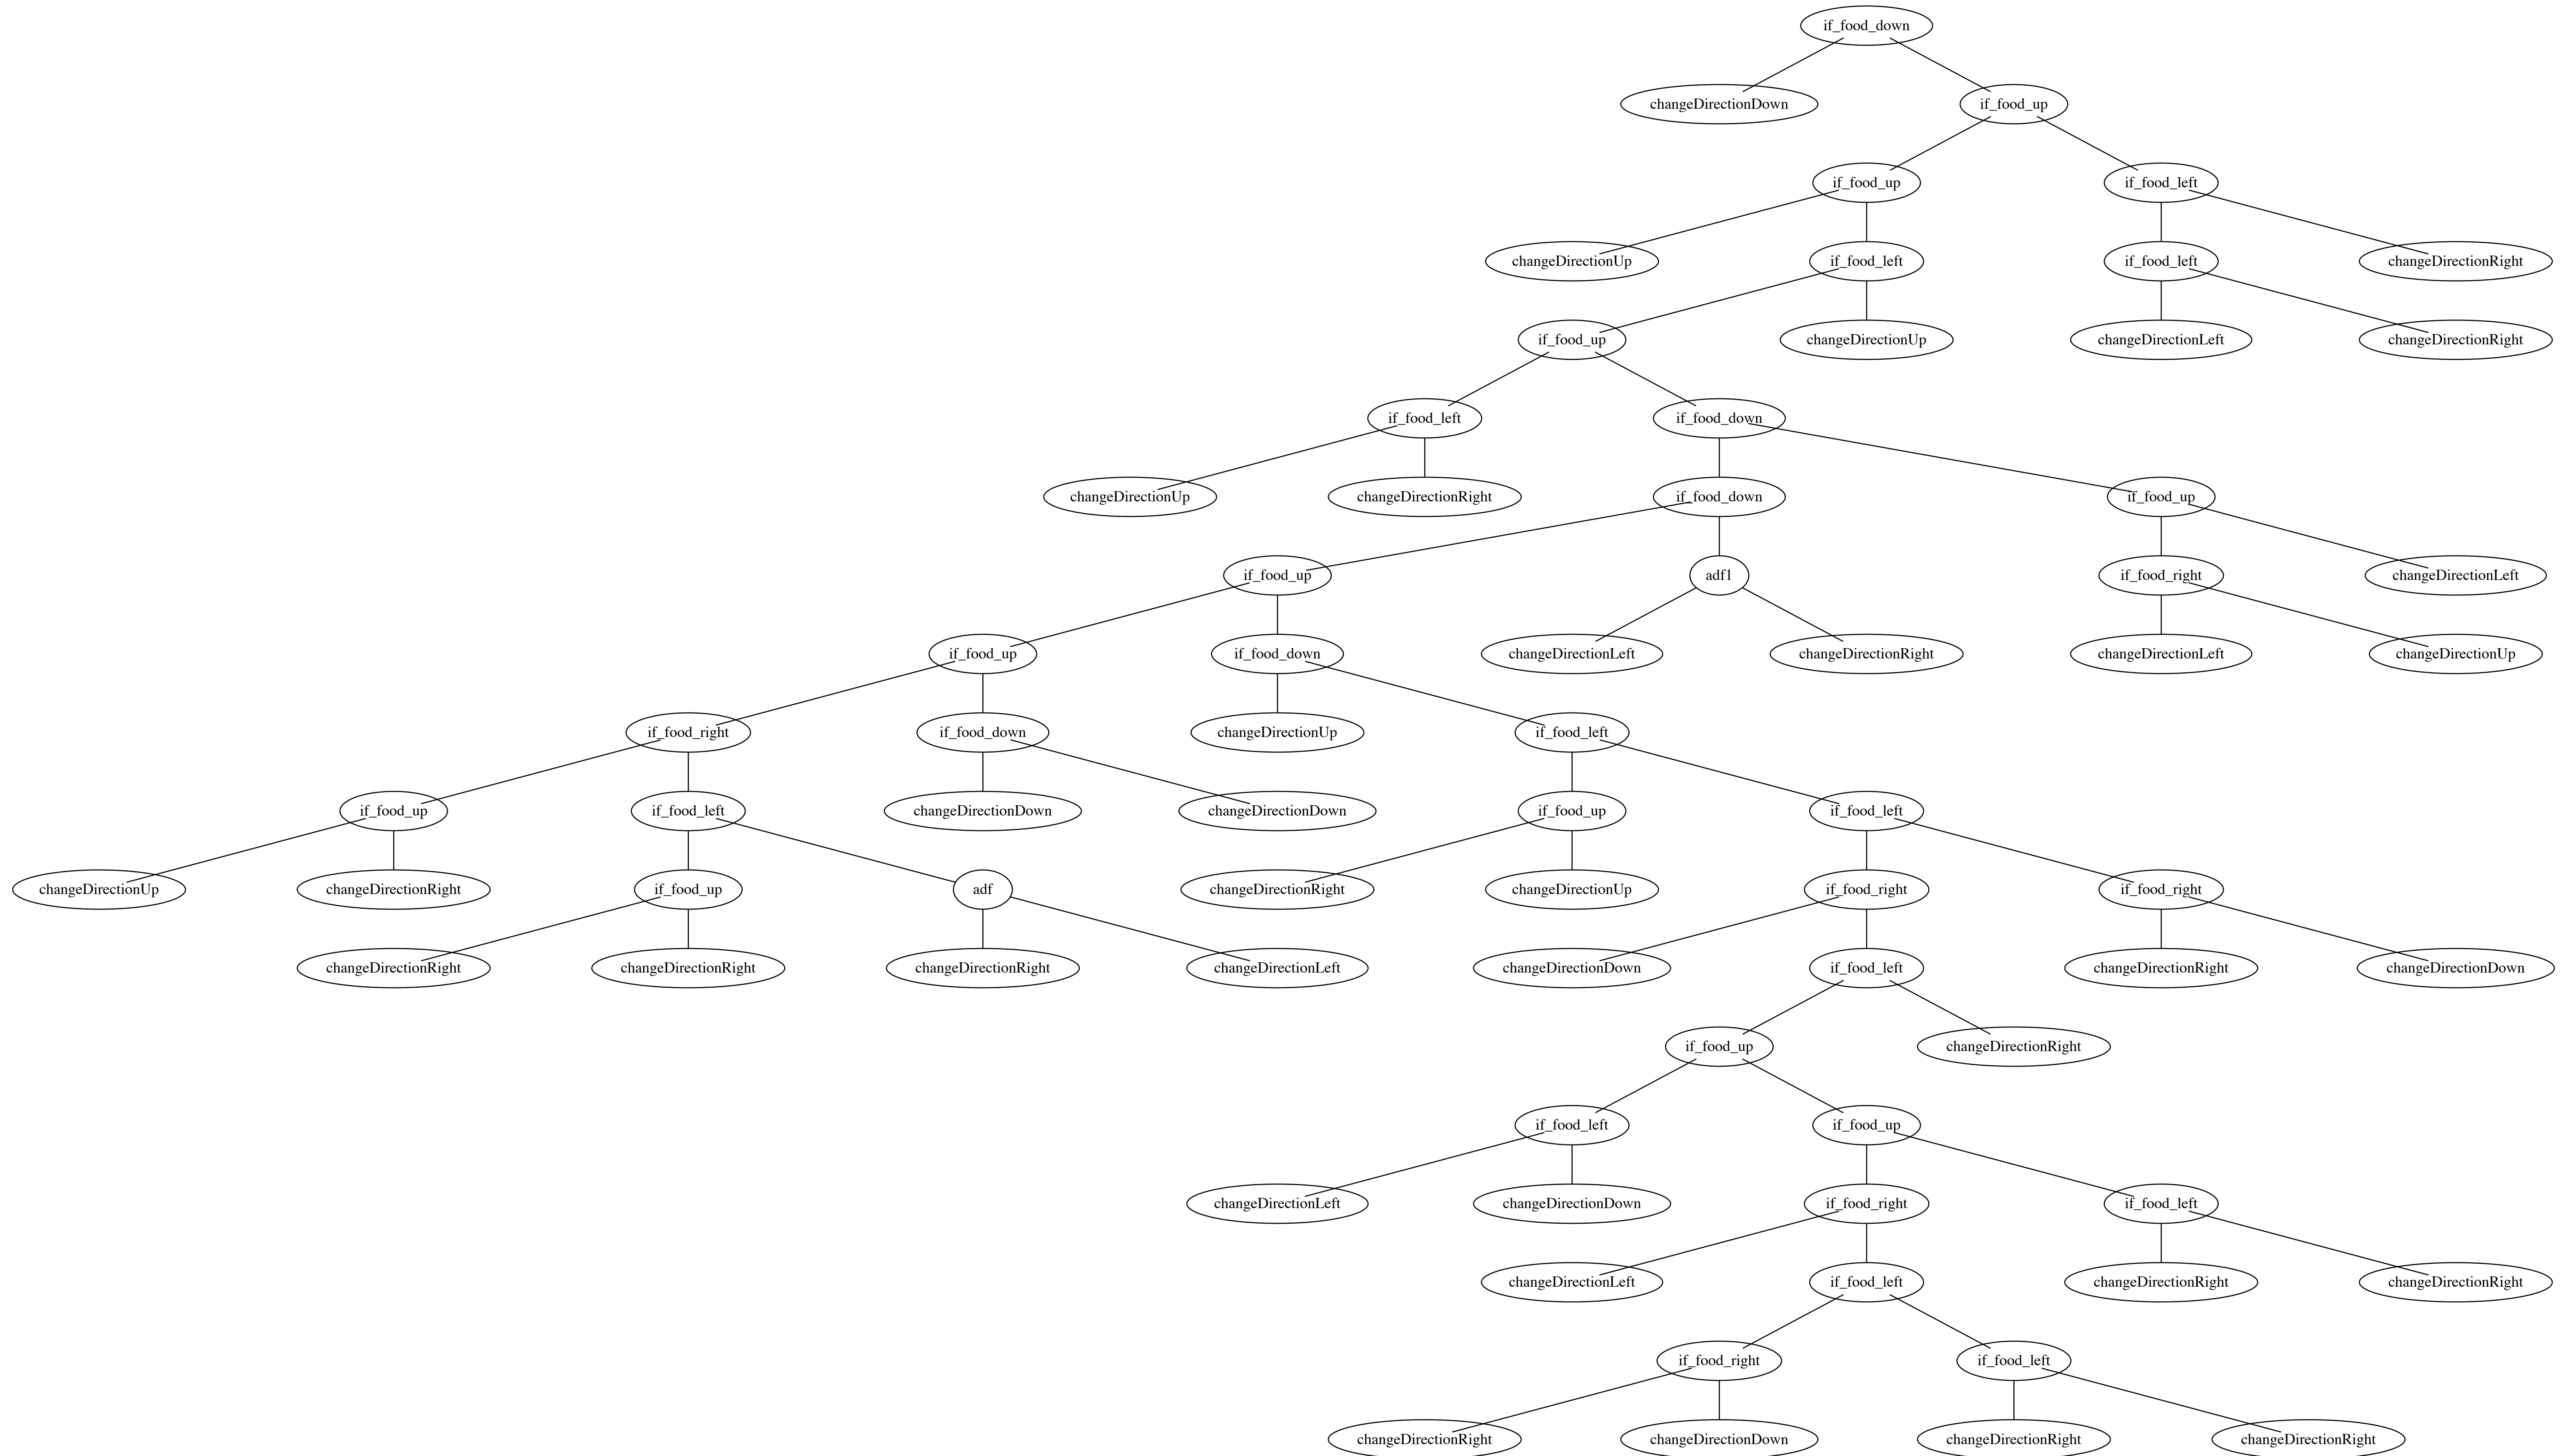 if_food_down
changeDirectionDown
if_food_up
if_food_up
if_food_left
changeDirectionUp
if_food_left
if_food_left
changeDirectionRight
if_food_up
changeDirectionUp
changeDirectionLeft
changeDirectionRight
if_food_left
if_food_down
changeDirectionUp
changeDirectionRight
if_food_down
if_food_up
if_food_up
adf1
if_food_right
changeDirectionLeft
if_food_up
if_food_down
changeDirectionLeft
changeDirectionRight
changeDirectionLeft
changeDirectionUp
if_food_right
if_food_down
changeDirectionUp
if_food_left
if_food_up
if_food_left
changeDirectionDown
changeDirectionDown
if_food_up
if_food_left
changeDirectionUp
changeDirectionRight
if_food_up
adf
changeDirectionRight
changeDirectionUp
if_food_right
if_food_right
changeDirectionRight
changeDirectionRight
changeDirectionRight
changeDirectionLeft
changeDirectionDown
if_food_left
changeDirectionRight
changeDirectionDown
if_food_up
changeDirectionRight
if_food_left
if_food_up
changeDirectionLeft
changeDirectionDown
if_food_right
if_food_left
changeDirectionLeft
if_food_left
changeDirectionRight
changeDirectionRight
if_food_right
if_food_left
changeDirectionRight
changeDirectionDown
changeDirectionRight
changeDirectionRight